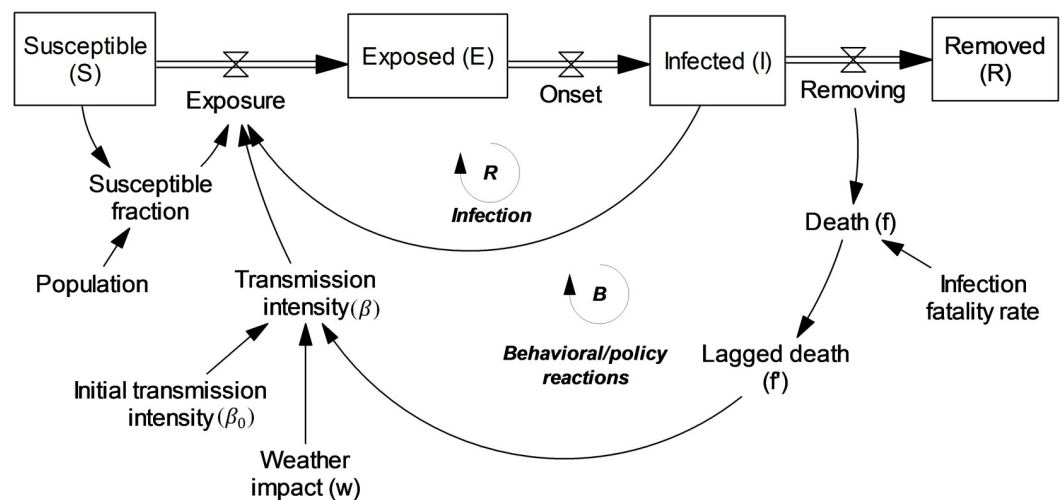 Susceptible
(S)
Exposed (E)
Infected (I)
Removed
(R)
Exposure
Onset
Removing
R
Infection
Susceptible
fraction
Death (f)
Population
Transmission
intensity(β)
B
Infection
fatality rate
Behavioral/policy
reactions
Lagged death
(f')
Initial transmission
intensity(β₀)
Weather
impact (w)